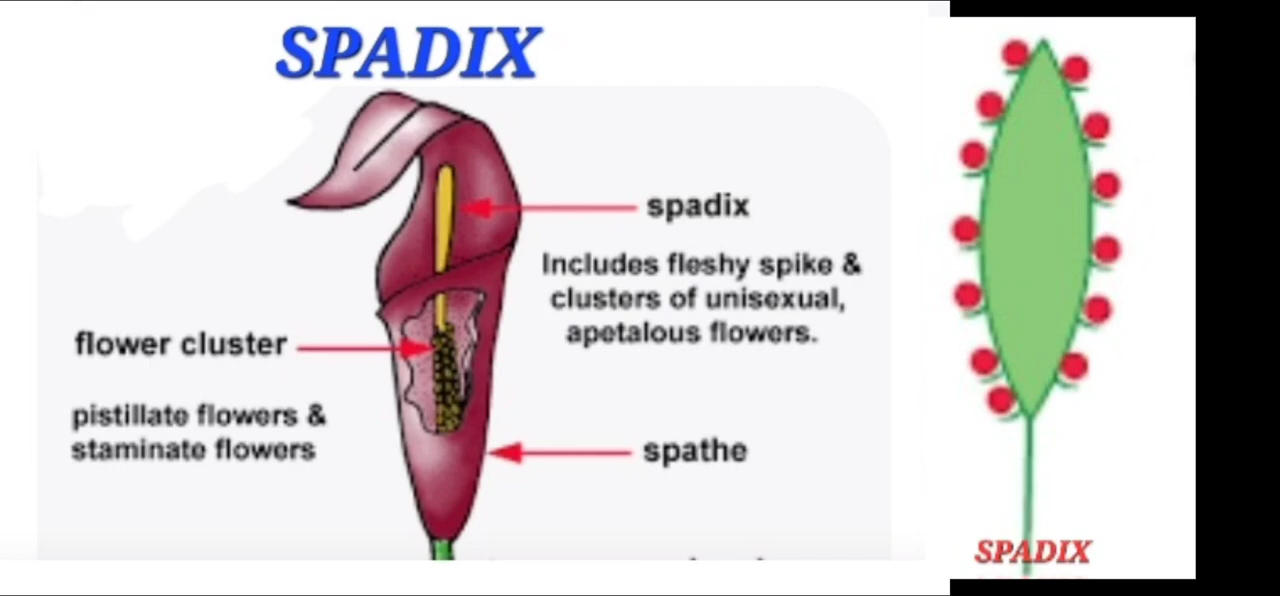 SPADIX
spadix
Includes fleshy spike &
clusters of unisexual,
apetalous flowers.
flower cluster
pistillate flowers &
staminate flowers
spathe
SPADIX